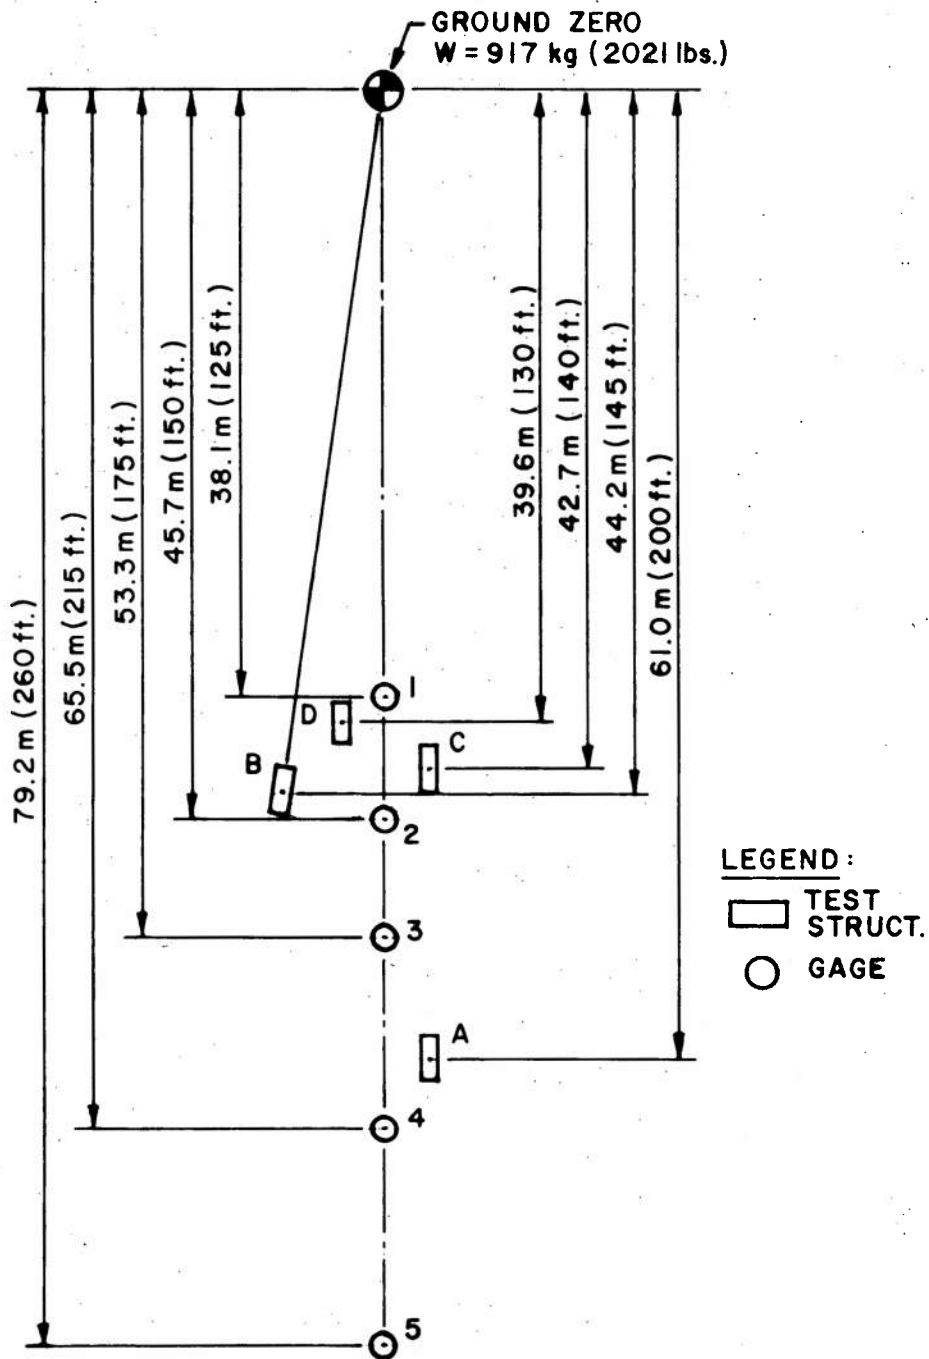 GROUND ZERO
W = 917 kg (2021 lbs.)
79.2 m (260 ft.)
65.5 m (215 ft.)
53.3 m (175 ft.)
45.7 m (150 ft.)
38.1 m (125 ft.)
39.6 m (130 ft.)
42.7 m (140 ft.)
44.2 m (145 ft.)
61.0 m (200 ft.)
1
D
C
B
2
3
A
4
5
LEGEND:
TEST
STRUCT.
GAGE